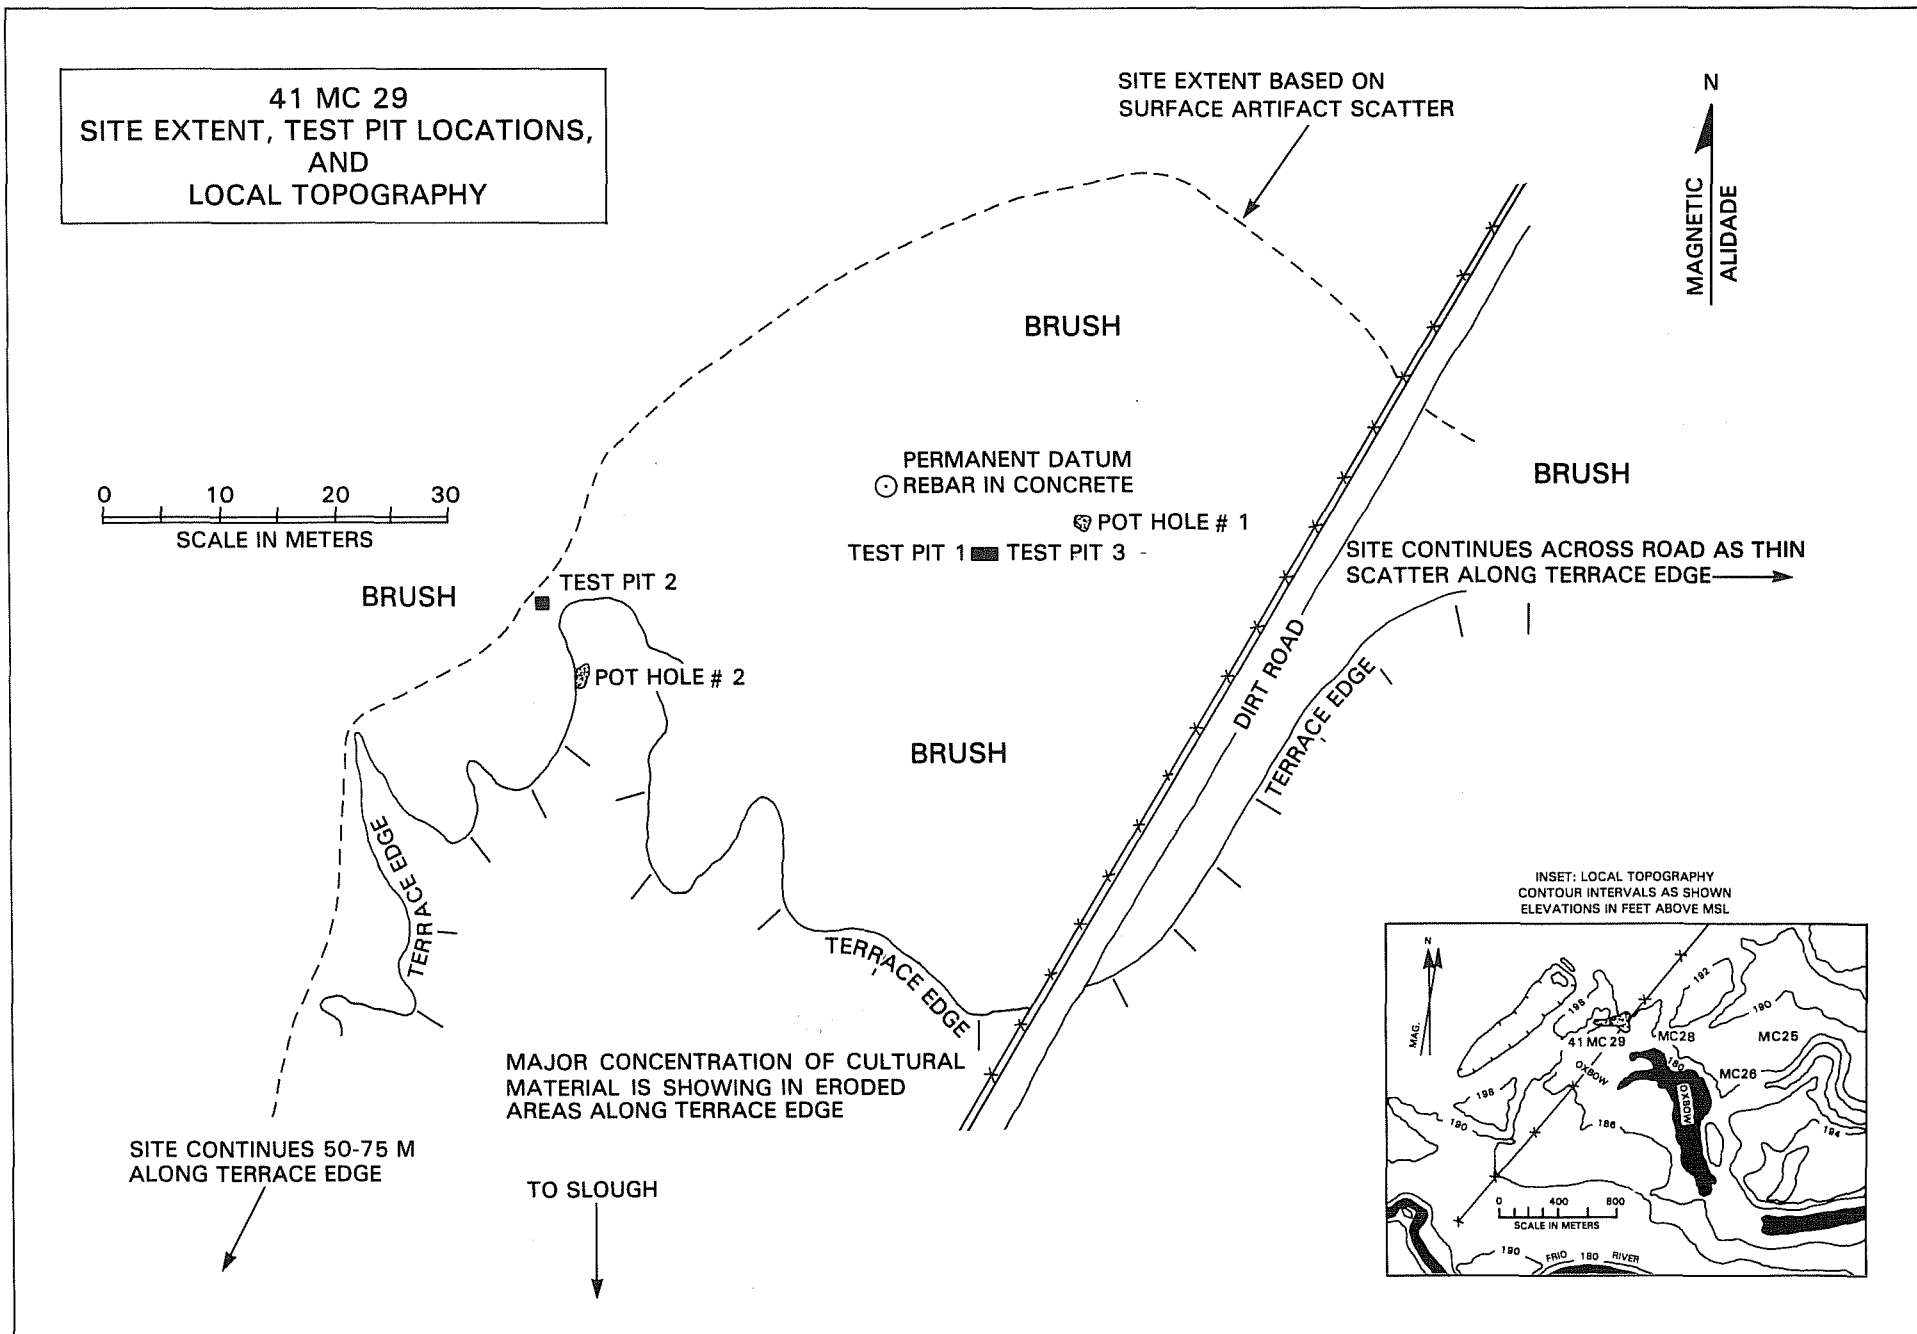 41 MC 29
SITE EXTENT, TEST PIT LOCATIONS,
AND
LOCAL TOPOGRAPHY
SITE EXTENT BASED ON
SURFACE ARTIFACT SCATTER
N
MAGNETIC
ALIDADE
BRUSH
PERMANENT DATUM
REBAR IN CONCRETE
BRUSH
0 10 20 30
SCALE IN METERS
POT HOLE # 1
TEST PIT 1 TEST PIT 3
SITE CONTINUES ACROSS ROAD AS THIN
SCATTER ALONG TERRACE EDGE
BRUSH
TEST PIT 2
POT HOLE # 2
DIRT ROAD
TERRACE EDGE
BRUSH
TERRACE EDGE
TERRACE EDGE
MAJOR CONCENTRATION OF CULTURAL
MATERIAL IS SHOWING IN ERODED
AREAS ALONG TERRACE EDGE
SITE CONTINUES 50-75 M
ALONG TERRACE EDGE
TO SLOUGH
INSET: LOCAL TOPOGRAPHY
CONTOUR INTERVALS AS SHOWN
ELEVATIONS IN FEET ABOVE MSL
N
MAG.
198
192
190
41 MC 29
MC28
MC25
180
MC26
OXBOW
OXBOW
198
190
186
194
0 400 800
SCALE IN METERS
190
FRIO 180 RIVER